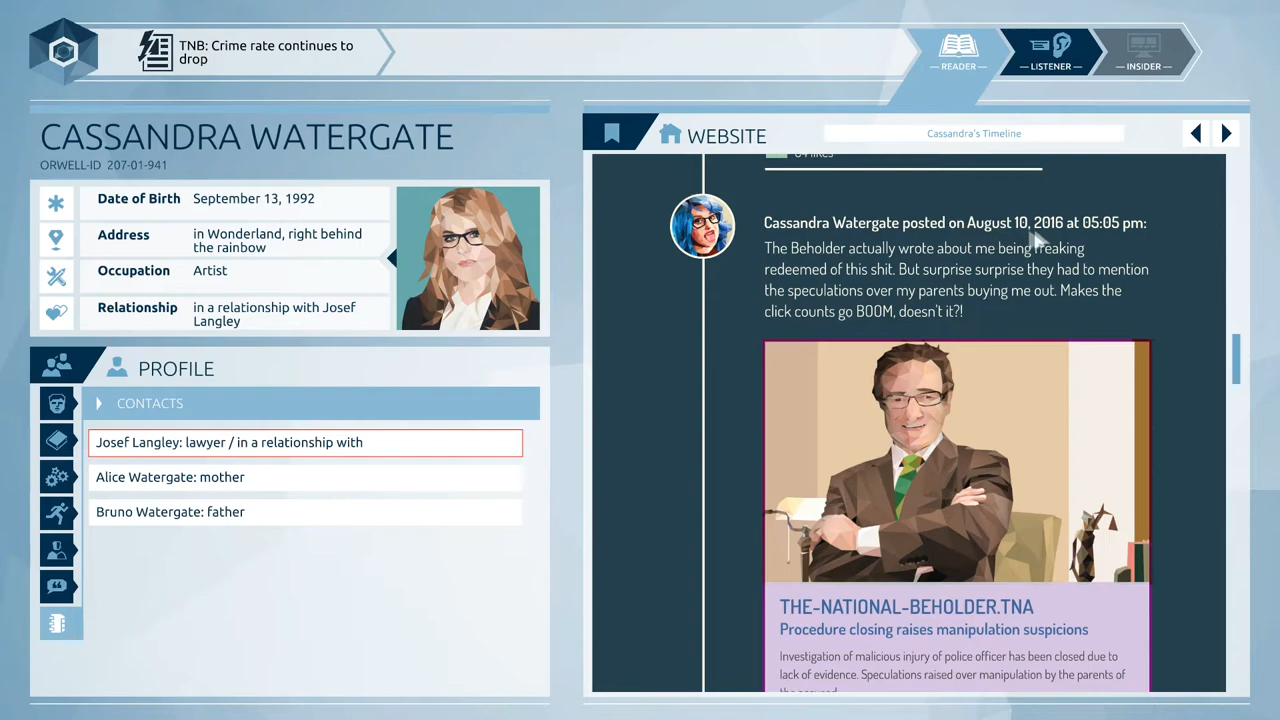 TNB: Crime rate continues to
drop
— READER —
— LISTENER —
— INSIDER —
CASSANDRA WATERGATE
ORWELL-ID 207-01-941
Date of Birth September 13, 1992
Address in Wonderland, right behind
the rainbow
Occupation Artist
Relationship in a relationship with Josef
Langley
PROFILE
CONTACTS
Josef Langley: lawyer / in a relationship with
Alice Watergate: mother
Bruno Watergate: father
WEBSITE
Cassandra's Timeline
likes
Cassandra Watergate posted on August 10, 2016 at 05:05 pm:
The Beholder actually wrote about me being freaking
redeemed of this shit. But surprise surprise they had to mention
the speculations over my parents buying me out. Makes the
click counts go BOOM, doesn't it?!
THE-NATIONAL-BEHOLDER.TNA
Procedure closing raises manipulation suspicions
Investigation of malicious injury of police officer has been closed due to
lack of evidence. Speculations raised over manipulation by the parents of